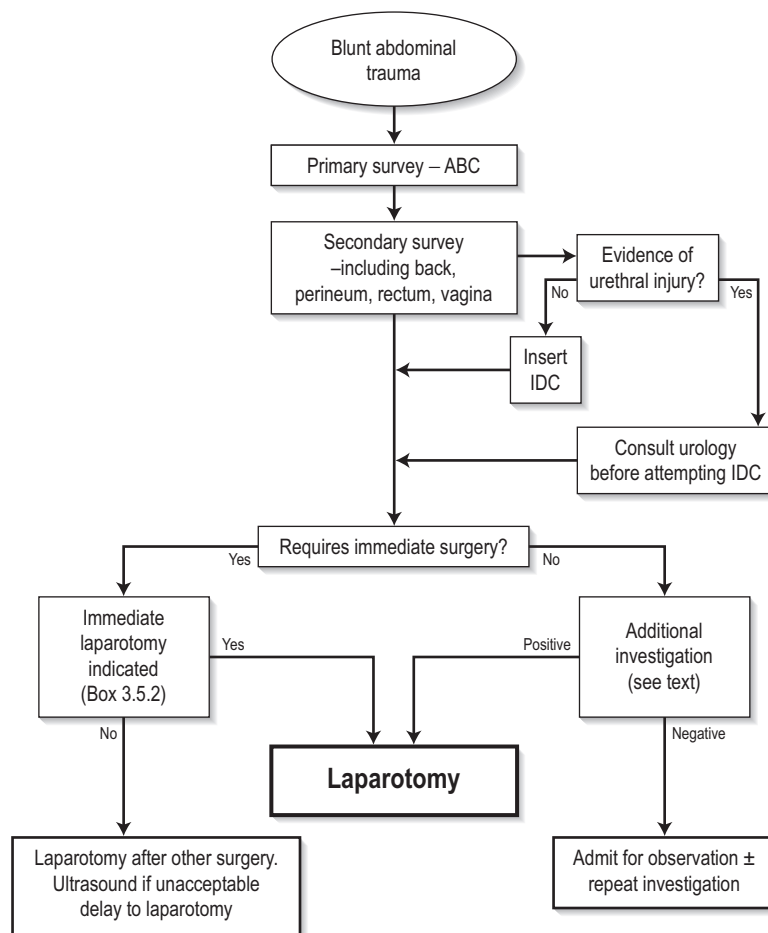 Blunt abdominal
trauma
Primary survey – ABC
Secondary survey
–including back,
perineum, rectum, vagina
Evidence of
urethral injury?
No
Yes
Insert
IDC
Consult urology
before attempting IDC
Requires immediate surgery?
Yes
No
Immediate
laparotomy
indicated
(Box 3.5.2)
Yes
Positive
Additional
investigation
(see text)
No
Negative
Laparotomy
Laparotomy after other surgery.
Ultrasound if unacceptable
delay to laparotomy
Admit for observation ±
repeat investigation